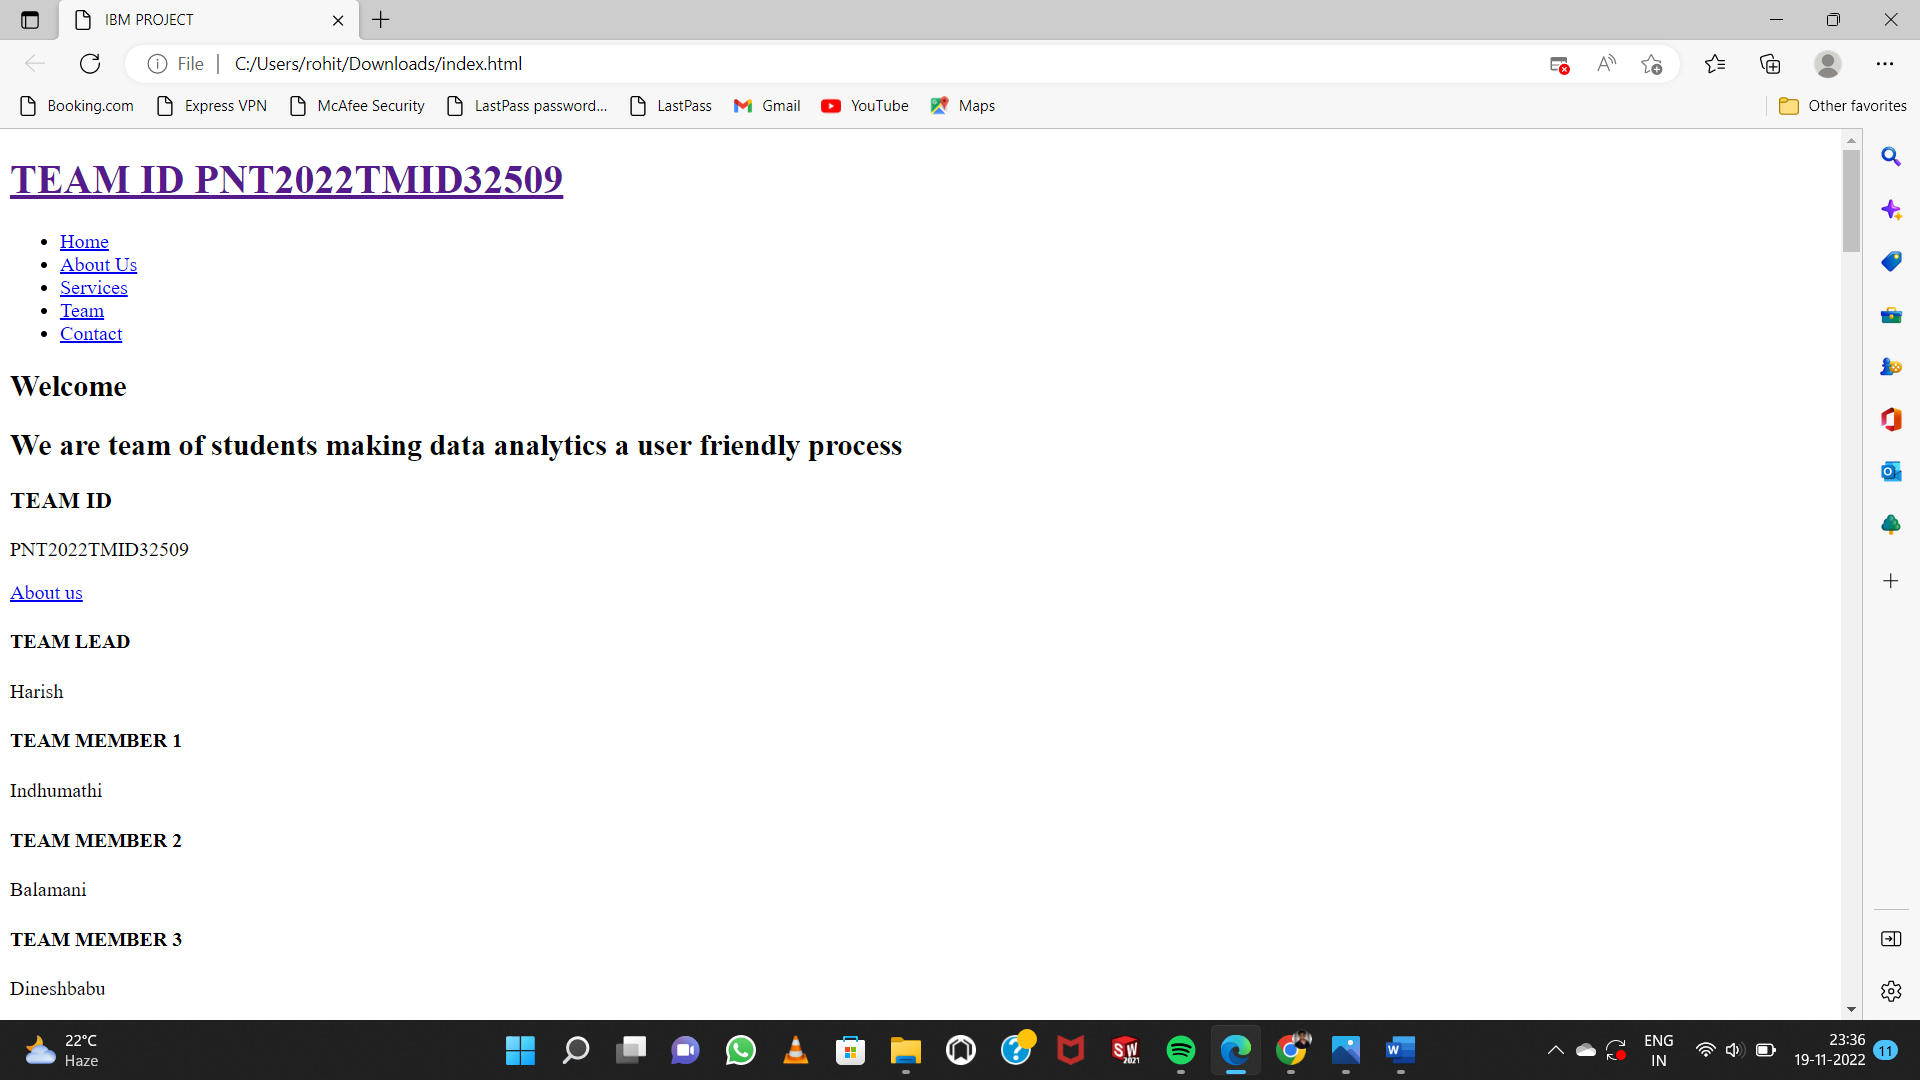 IBM PROJECT
File C:/Users/rohit/Downloads/index.html
Booking.com Express VPN McAfee Security LastPass password... LastPass Gmail YouTube Maps Other favorites
TEAM ID PNT2022TMID32509
Home
About Us
Services
Team
Contact
Welcome
We are team of students making data analytics a user friendly process
TEAM ID
PNT2022TMID32509
About us
TEAM LEAD
Harish
TEAM MEMBER 1
Indhumathi
TEAM MEMBER 2
Balamani
TEAM MEMBER 3
Dineshbabu
22°C
Haze
SW
2021
W
ENG
IN
23:36
19-11-2022
11